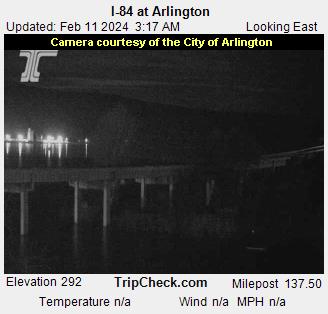 I-84 at Arlington
Updated: Feb 11 2024 3:17 AM Looking East
Camera courtesy of the City of Arlington
Elevation 292 TripCheck.com Milepost 137.50
Temperature n/a Wind n/a MPH n/a